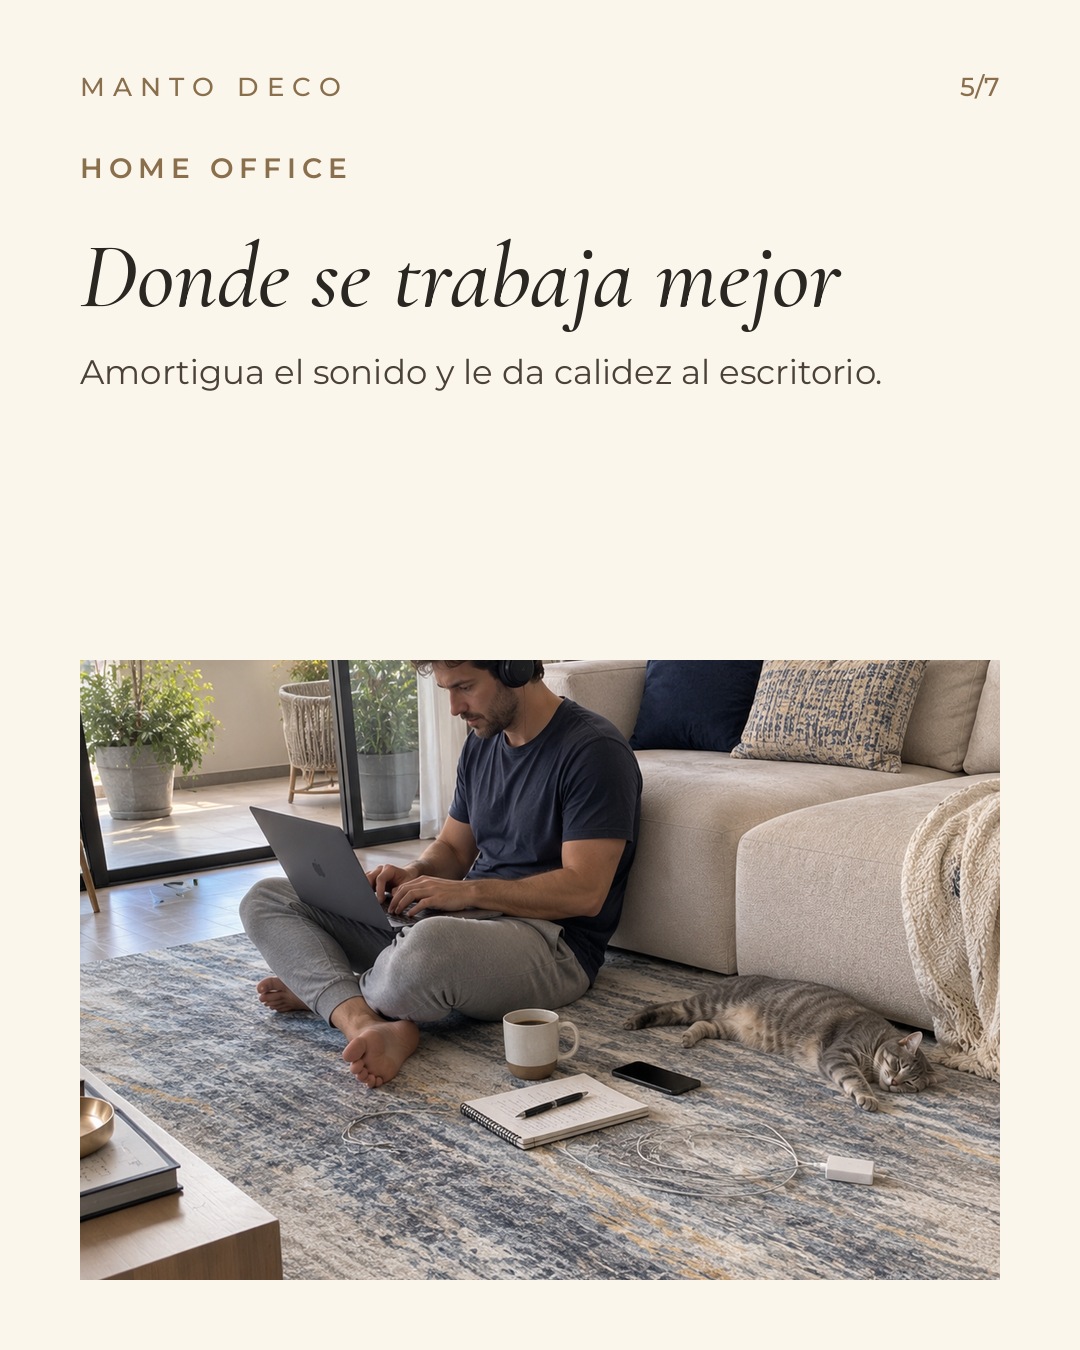 MANTO DECO
5/7
HOME OFFICE
Donde se trabaja mejor
Amortigua el sonido y le da calidez al escritorio.